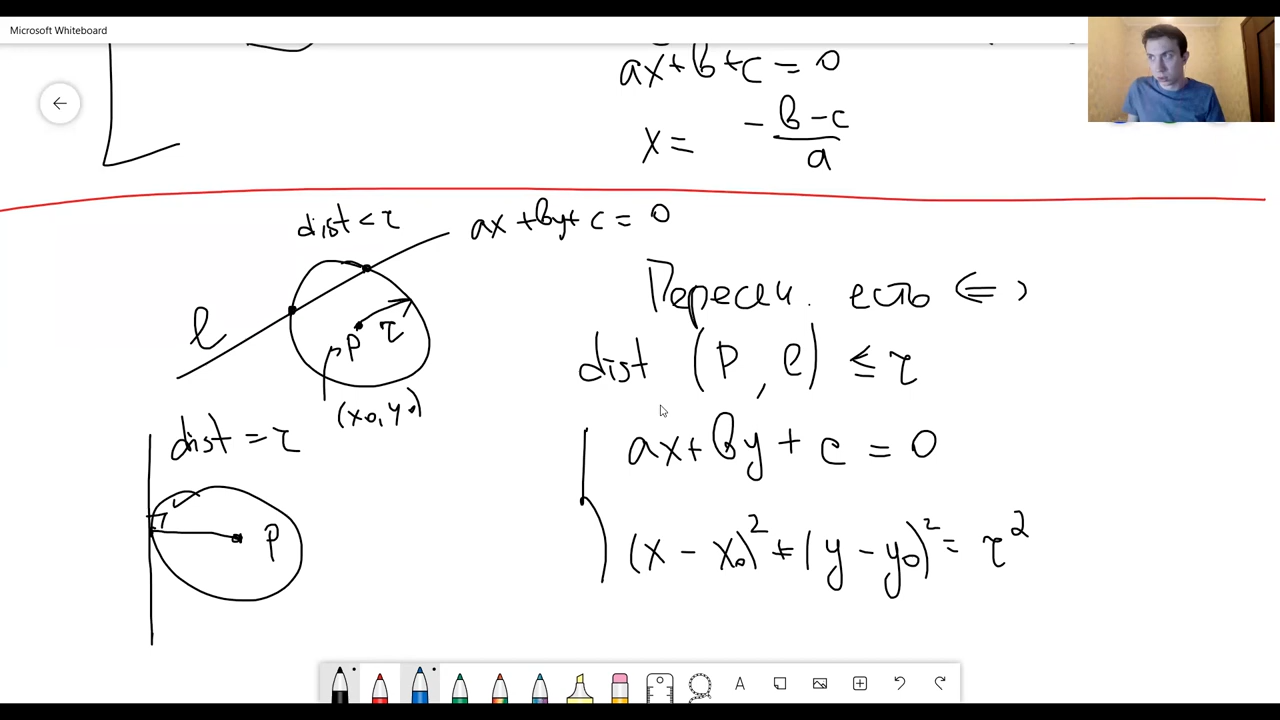 Microsoft Whiteboard
ax+b+c = 0
x = \frac{-b-c}{a}
dist < r
ax + by + c = 0
l
P
r
(x₀, y₀)
Пересеч. есть ⇔
dist (P, l) ≤ r
ax + by + c = 0
(x - x₀)² + (y - y₀)² = r²
dist = r
r
P
A